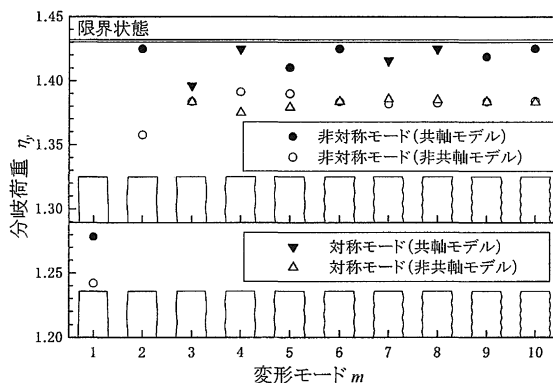 限界状態
1.45
1.40
1.35
1.30
1.25
1.20
分岐荷重 ηy
● 非対称モード(共軸モデル)
○ 非対称モード(非共軸モデル)
▼ 対称モード(共軸モデル)
△ 対称モード(非共軸モデル)
1 2 3 4 5 6 7 8 9 10
変形モード m